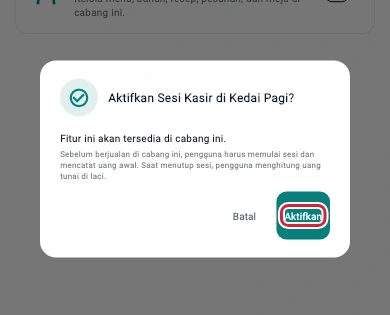 Kelola menu, bahan, resep, pesanan, dan meja di
cabang ini.
Aktifkan Sesi Kasir di Kedai Pagi?
Fitur ini akan tersedia di cabang ini.
Sebelum berjualan di cabang ini, pengguna harus memulai sesi dan
mencatat uang awal. Saat menutup sesi, pengguna menghitung uang
tunai di laci.
Batal
Aktifkan